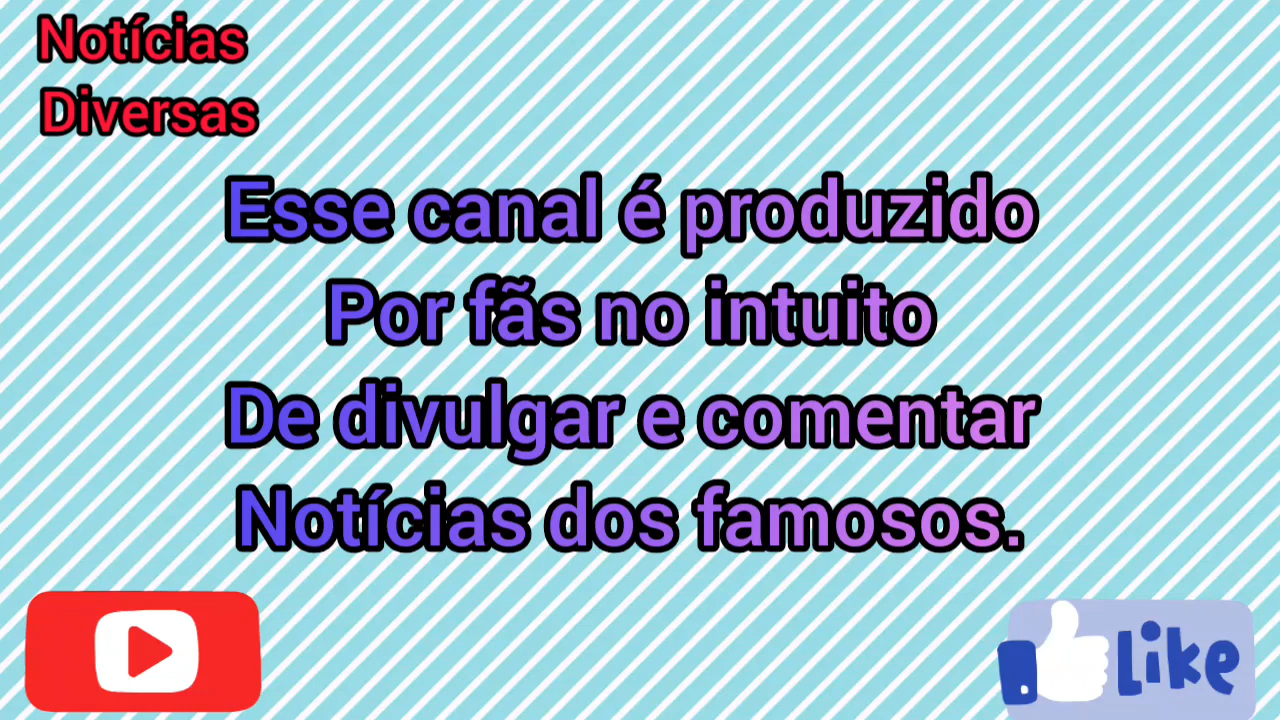 Notícias
Diversas
Esse canal é produzido
Por fãs no intuito
De divulgar e comentar
Notícias dos famosos.
Like